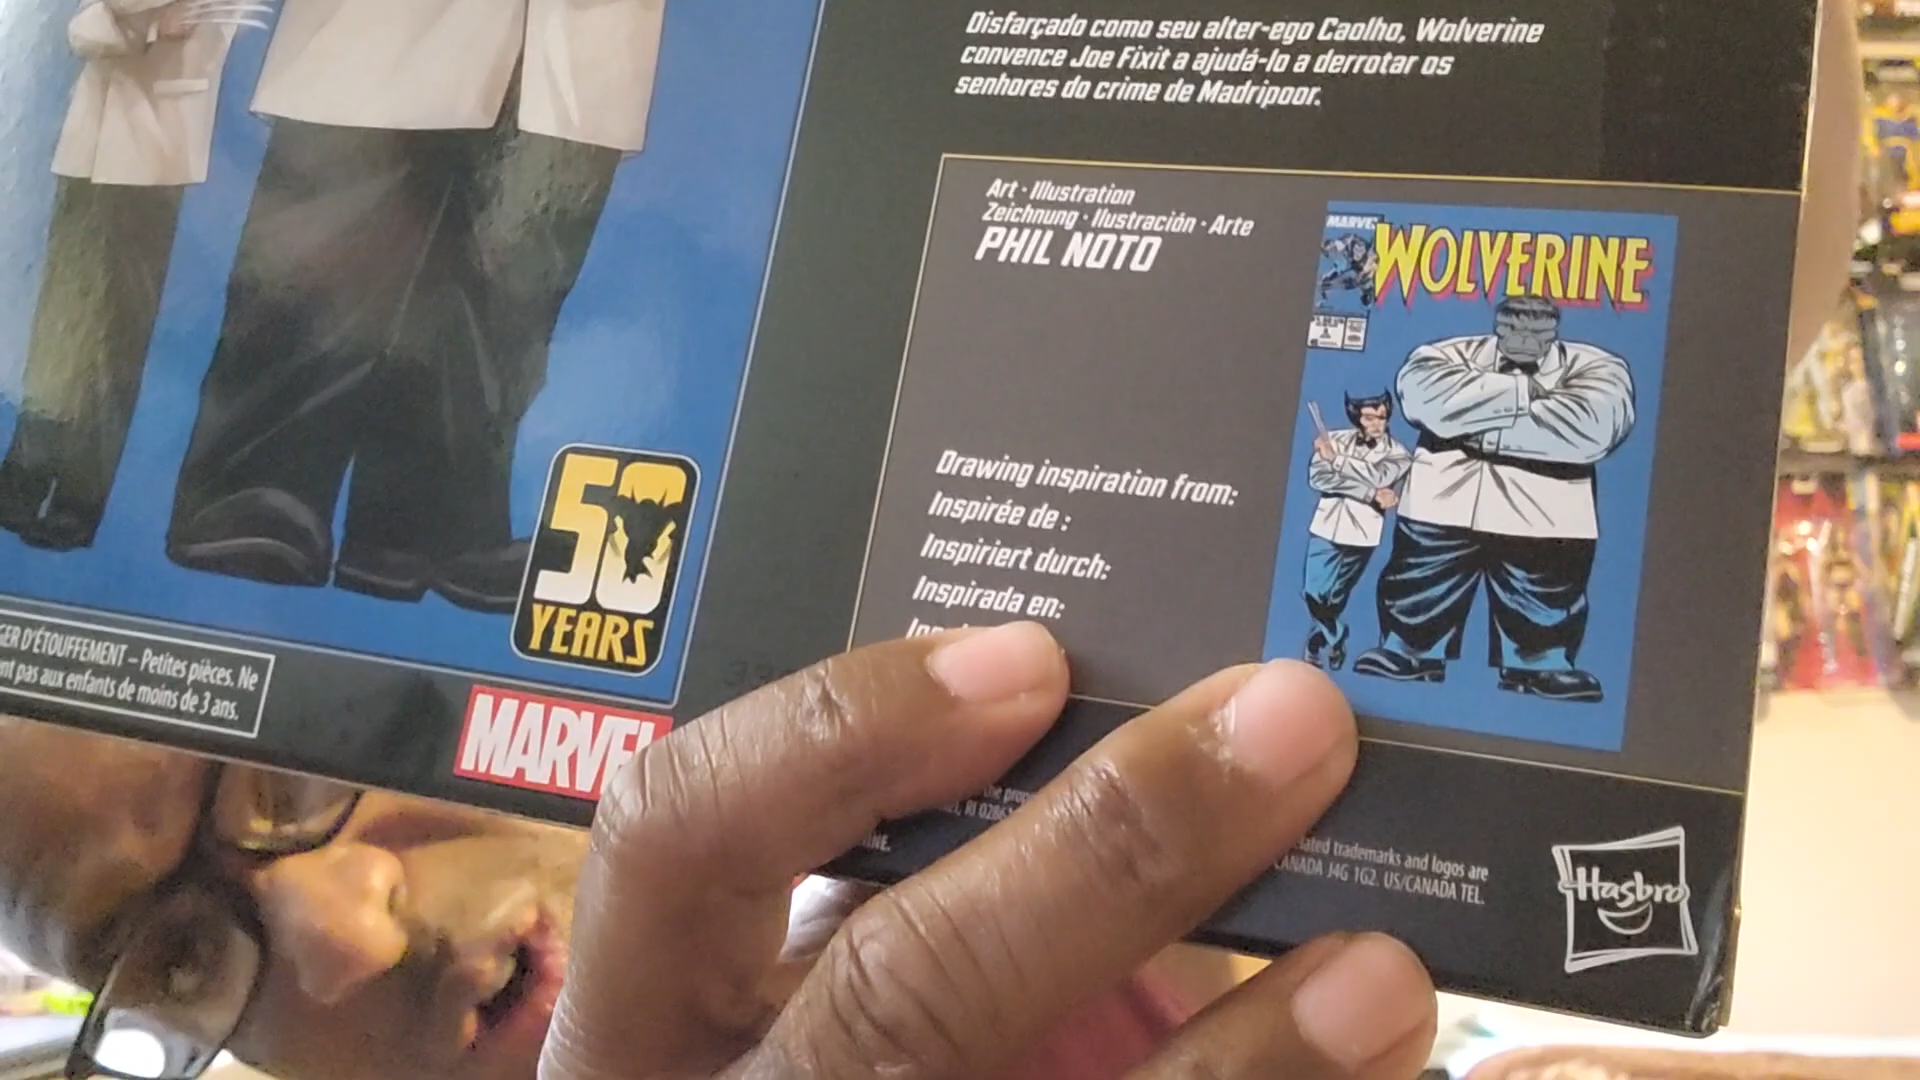 Disfarçado como seu alter-ego Caolho, Wolverine
convence Joe Fixit a ajudá-lo a derrotar os
senhores do crime de Madripoor.
Art · Illustration
Zeichnung · Ilustración · Arte
PHIL NOTO
MARVEL
WOLVERINE
Drawing inspiration from:
Inspirée de :
Inspiriert durch:
Inspirada en:
50
YEARS
D'ÉTOUFFEMENT – Petites pièces. Ne
pas aux enfants de moins de 3 ans.
MARVEL
the
RI
trademarks and logos are
CANADA J4G 1G2. US/CANADA TEL.
Hasbro